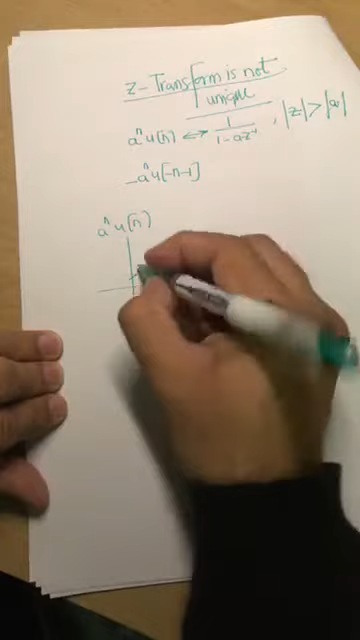 z-Transform is not
unique
aⁿu[n] ↔ 1/(1-az⁻¹), |z|>|a|
-aⁿu[-n-1]
aⁿu[n]